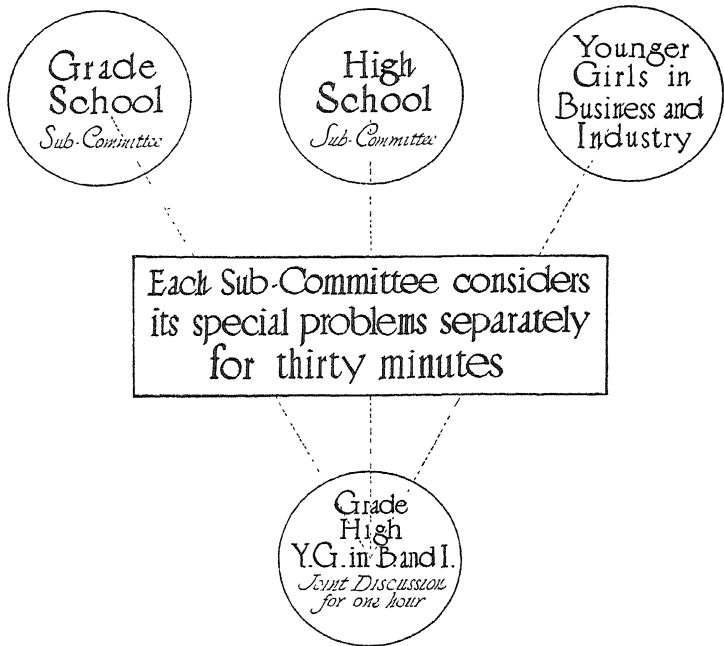 Grade
School
Sub-Committee
High
School
Sub-Committee
Younger
Girls in
Business and
Industry
Each Sub-Committee considers
its special problems separately
for thirty minutes
Grade
High
Y.G. in B. and I.
Joint Discussion
for one hour